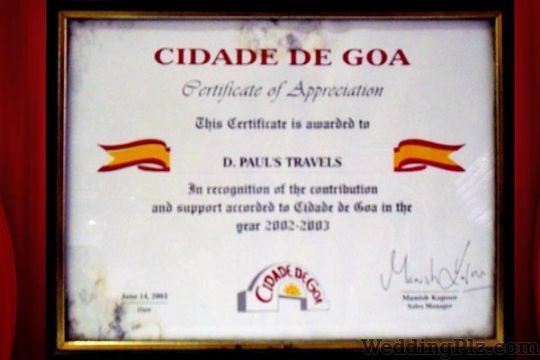 CIDADE DE GOA
Certificate of Appreciation
This Certificate is awarded to
D. PAUL'S TRAVELS
In recognition of the contribution
and support accorded to Cidade de Goa in the
year 2002-2003
CIDADE DE GOA
June 14, 2003
Date
Manish Kapoor
Sales Manager
WeddingPlz.com